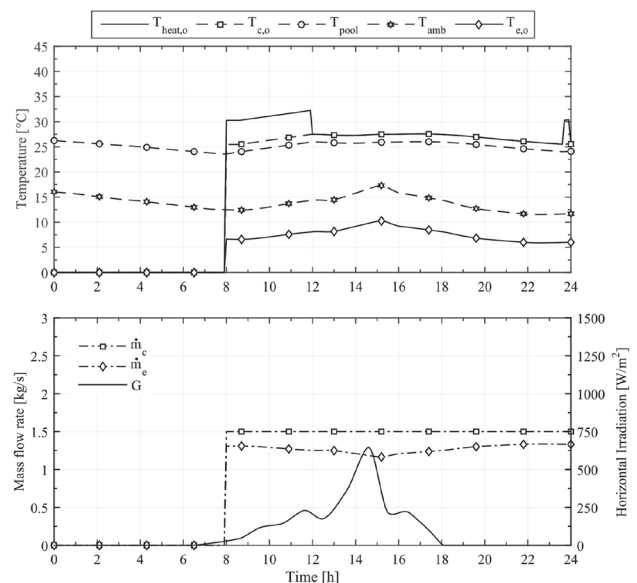 T_heat,o T_c,o T_pool T_amb T_e,o
45
40
35
30
25
20
15
10
5
0
Temperature [°C]
0 2 4 6 8 10 12 14 16 18 20 22 24
3
2.5
2
1.5
1
0.5
0
Mass flow rate [kg/s]
ṁ_c
ṁ_e
G
1500
1250
1000
750
500
250
0
Horizontal Irradiation [W/m²]
0 2 4 6 8 10 12 14 16 18 20 22 24
Time [h]